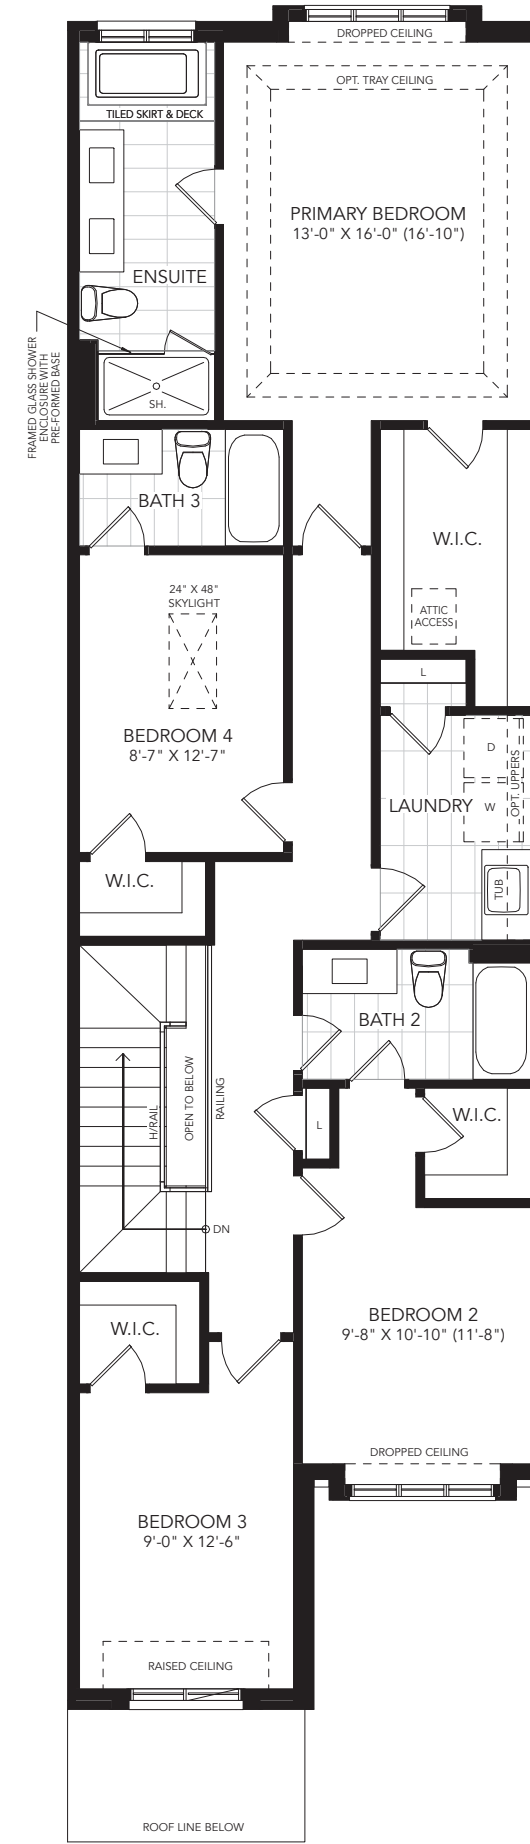 DROPPED CEILING
OPT. TRAY CEILING
TILED SKIRT & DECK
PRIMARY BEDROOM
13'-0" X 16'-0" (16'-10")
ENSUITE
FRAMED GLASS SHOWER
ENCLOSURE WITH
PRE-FORMED BASE
SH.
BATH 3
W.I.C.
24" X 48"
SKYLIGHT
ATTIC
ACCESS
L
BEDROOM 4
8'-7" X 12'-7"
D
OPT. UPPERS
LAUNDRY
W
W.I.C.
TUB
BATH 2
OPEN TO BELOW
RAILING
H/RAIL
L
W.I.C.
DN
W.I.C.
BEDROOM 2
9'-8" X 10'-10" (11'-8")
DROPPED CEILING
BEDROOM 3
9'-0" X 12'-6"
RAISED CEILING
ROOF LINE BELOW